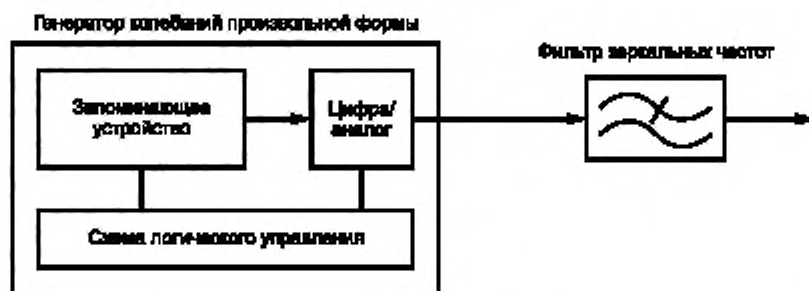 Генератор колебаний произвольной формы
Фильтр зеркальных частот
Запоминающее
устройство
Цифра/
аналог
Схема логического управления